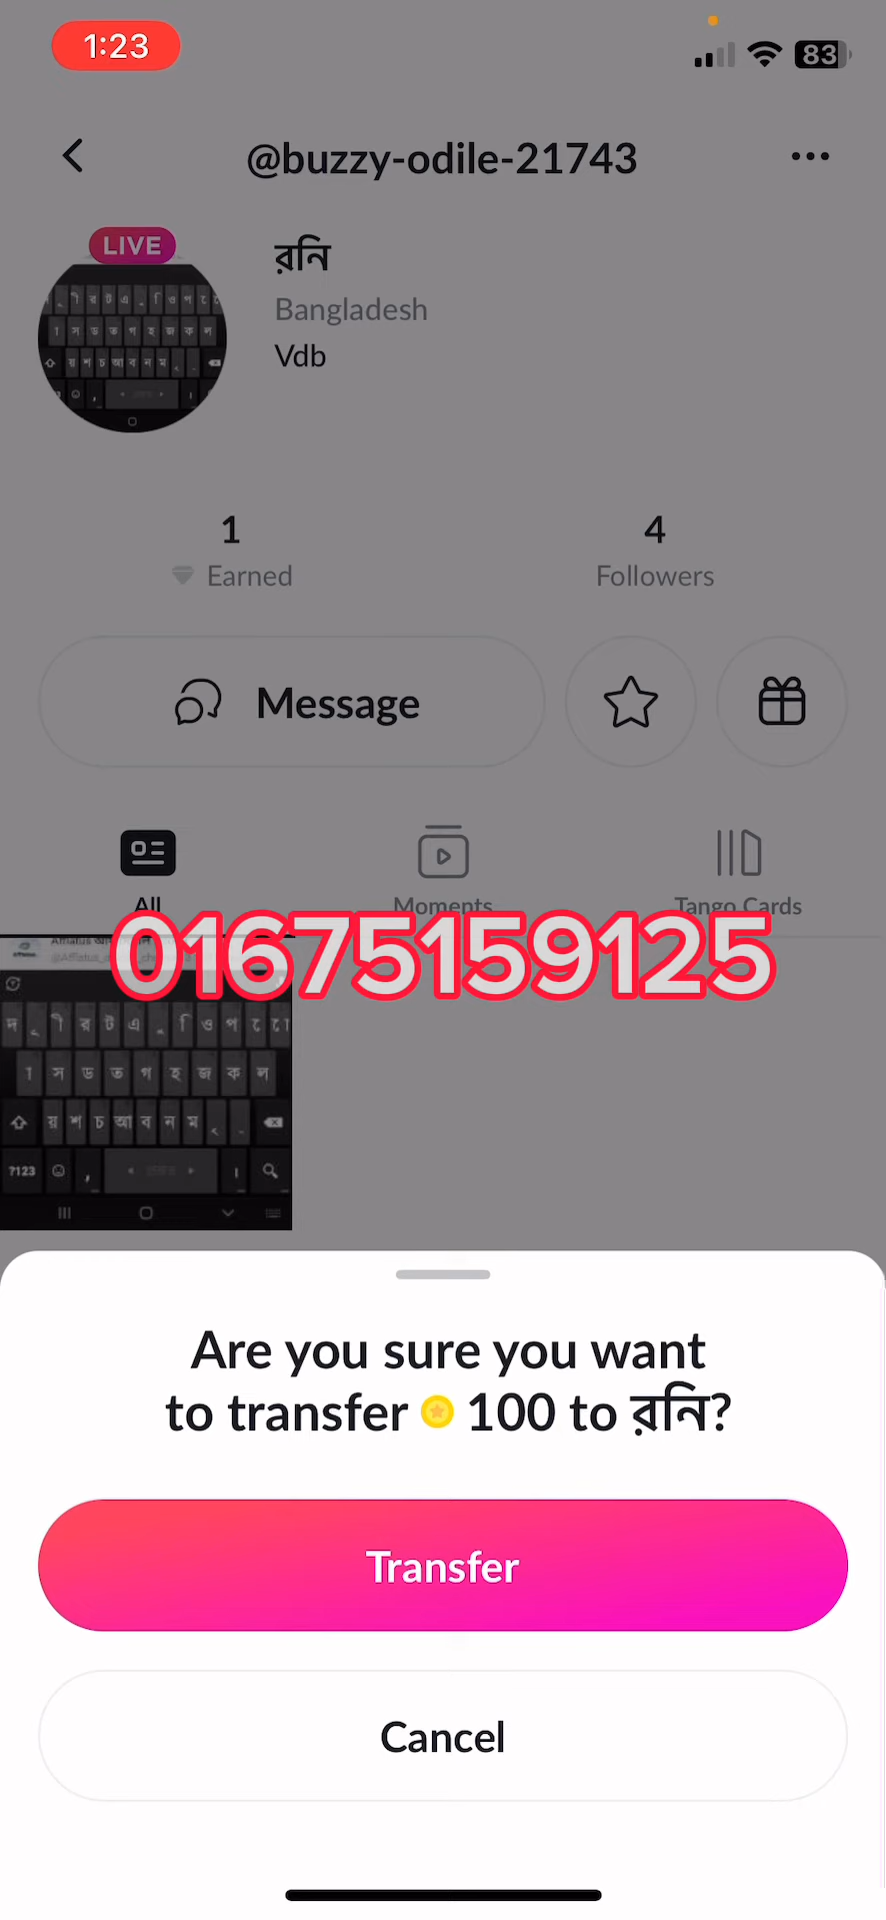 1:23
83
@buzzy-odile-21743
LIVE
রনি
Bangladesh
Vdb
1
Earned
4
Followers
Message
All
Moments
Tango Cards
01675159125
র ট এ ি ও প
া স ড ত গ হ জ ক ল
য় শ চ আ ব ন ম
?123 , ।
Are you sure you want
to transfer 100 to রনি?
Transfer
Cancel